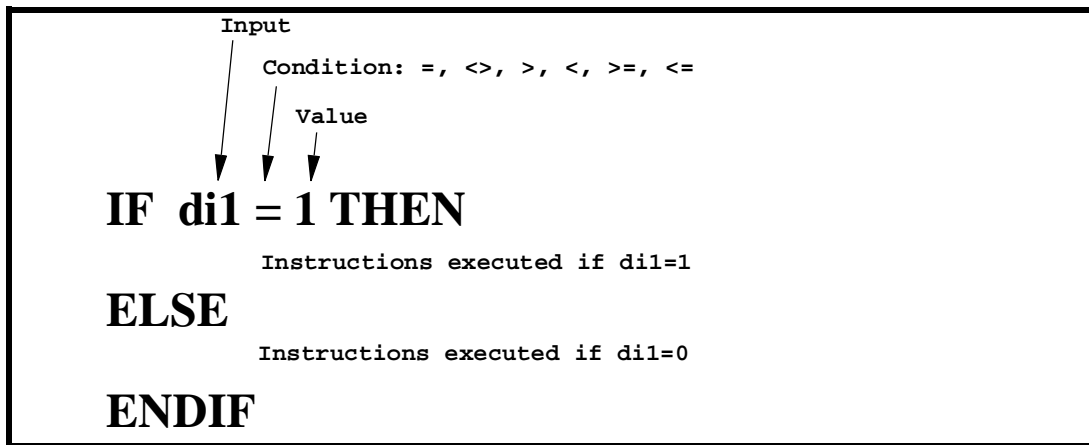 Input
Condition: =, <>, >, <, >=, <=
Value
IF di1 = 1 THEN
Instructions executed if di1=1
ELSE
Instructions executed if di1=0
ENDIF